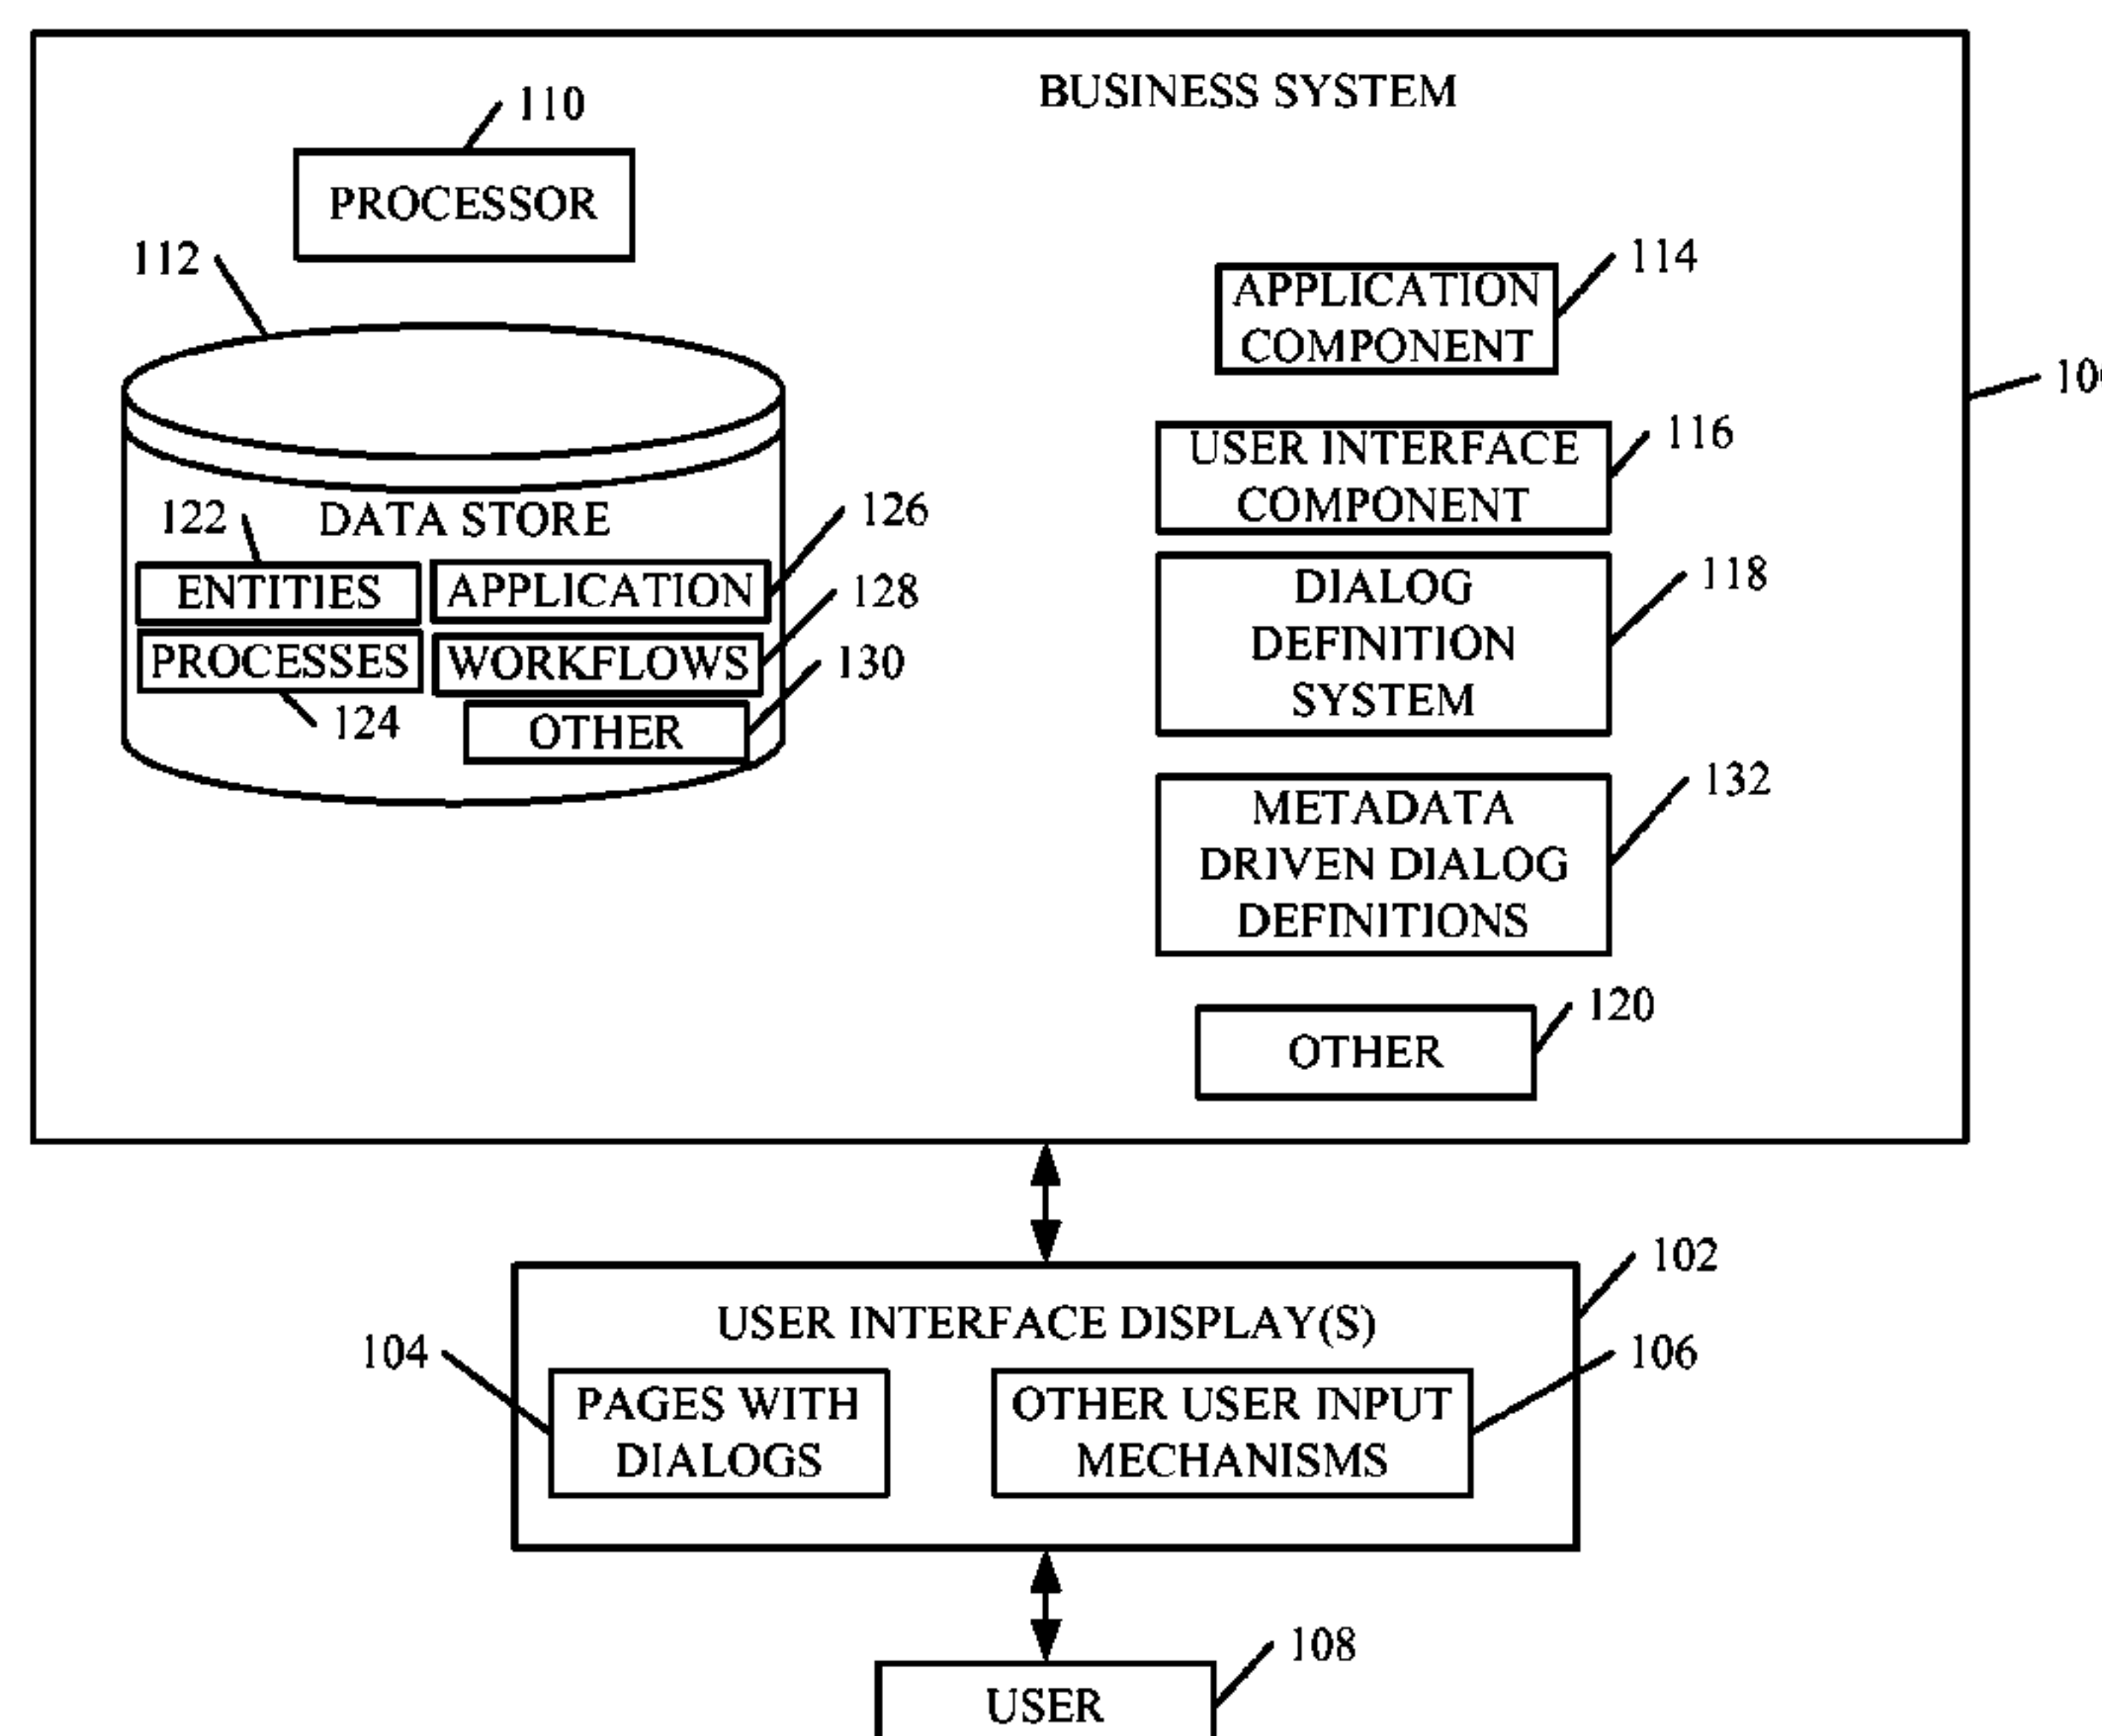 BUSINESS SYSTEM
110
PROCESSOR
112
114
APPLICATION
COMPONENT
116
USER INTERFACE
COMPONENT
DATA STORE
122
126
ENTITIES
APPLICATION
128
PROCESSES
WORKFLOWS
130
124
OTHER
118
DIALOG
DEFINITION
SYSTEM
132
METADATA
DRIVEN DIALOG
DEFINITIONS
120
OTHER
102
USER INTERFACE DISPLAY(S)
104
106
PAGES WITH
DIALOGS
OTHER USER INPUT
MECHANISMS
108
USER